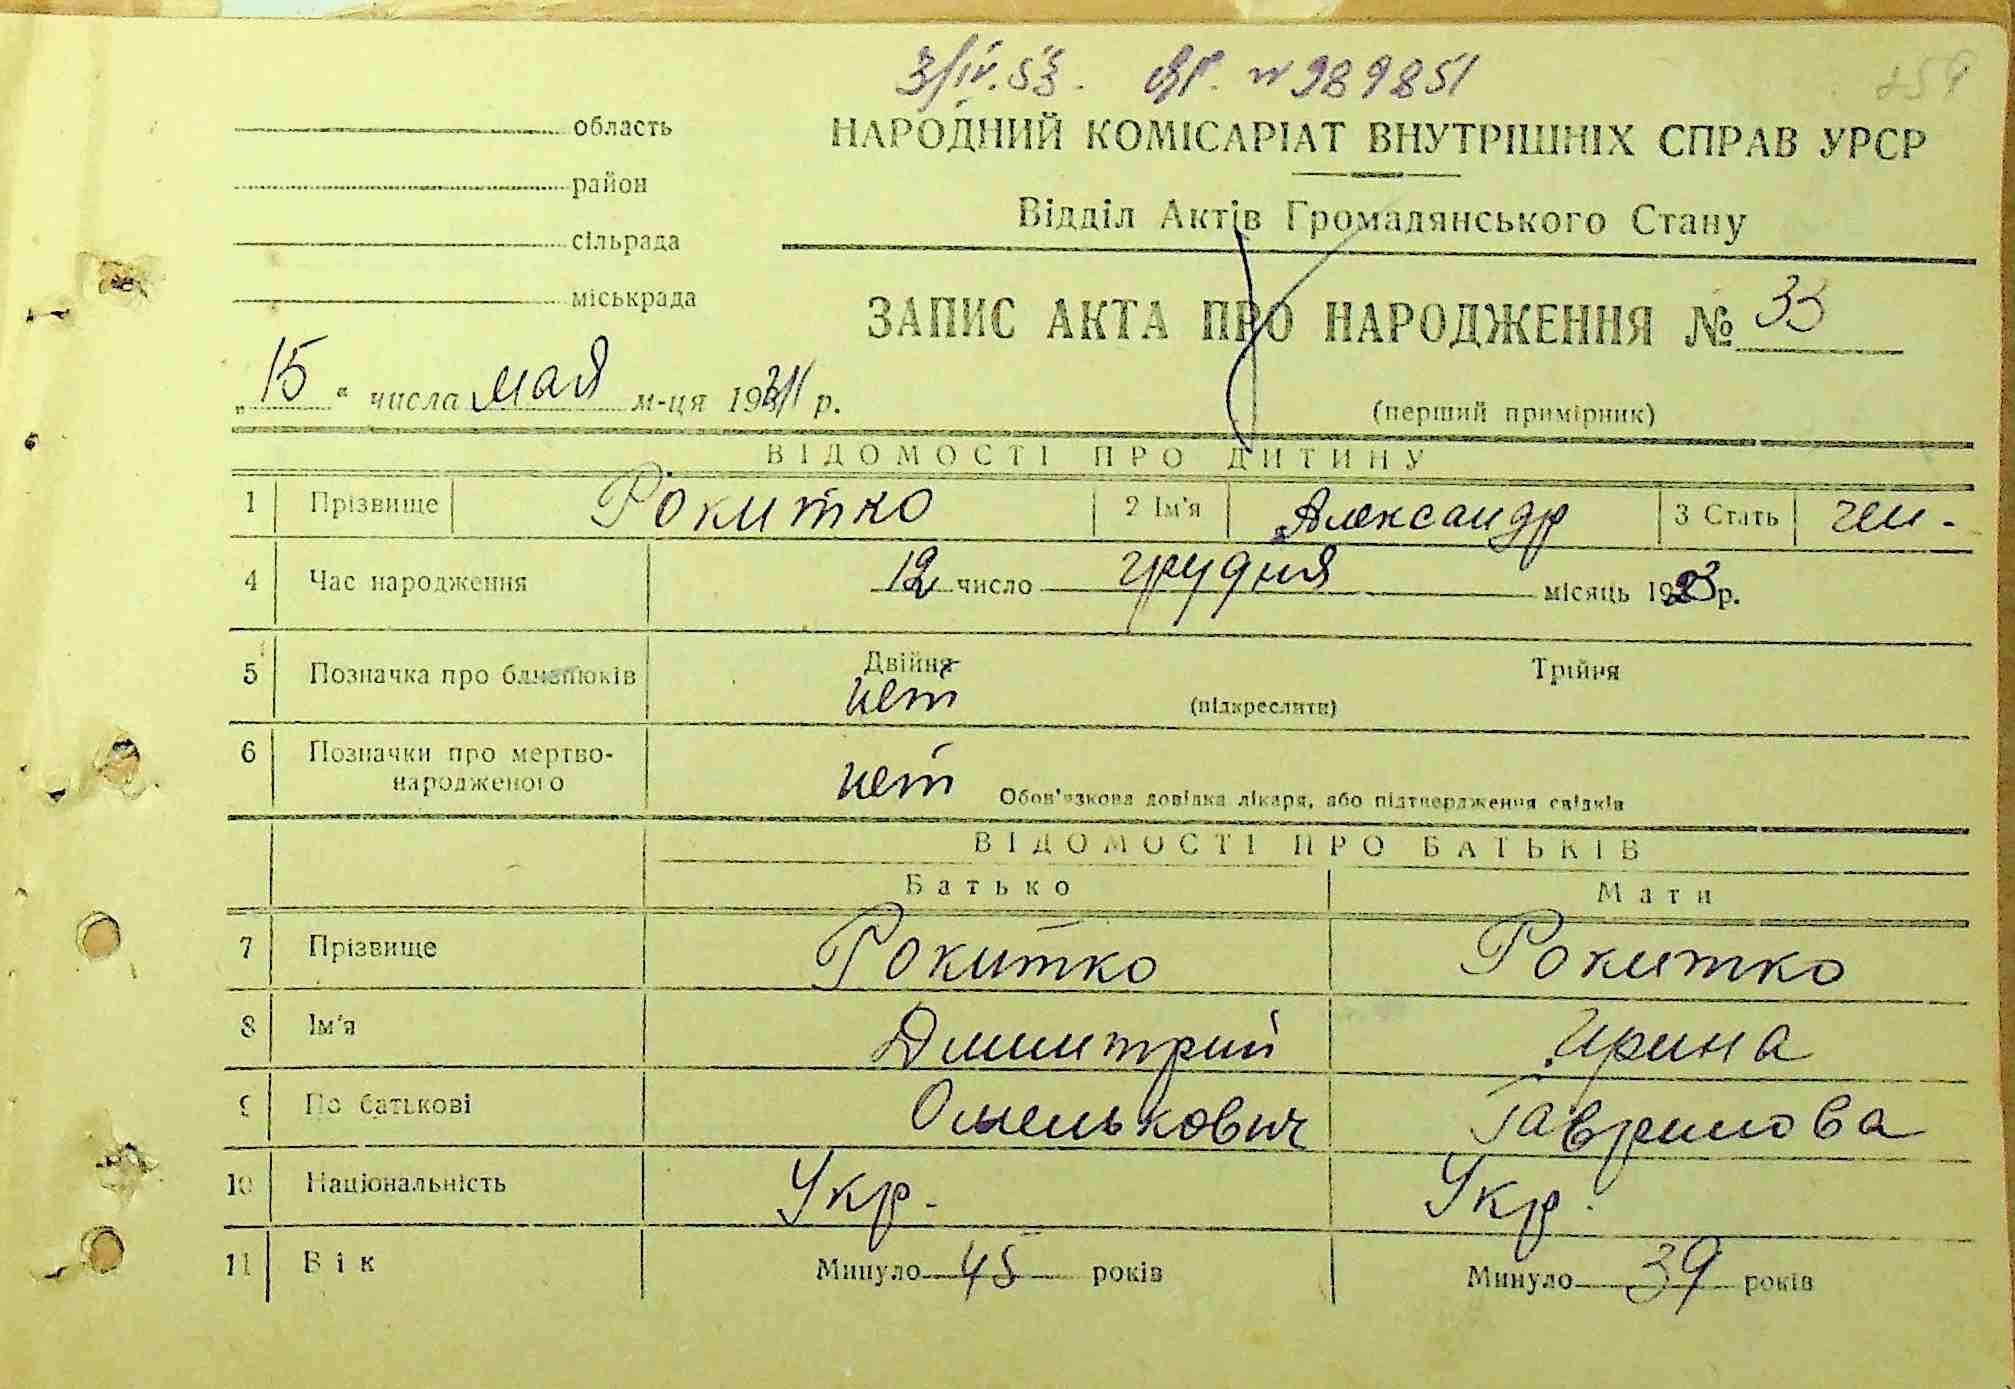 3/IV.53. № 989851
область
НАРОДНИЙ КОМІСАРІАТ ВНУТРІШНІХ СПРАВ УРСР
район
Відділ Актів Громадянського Стану
сільрада
міськрада
ЗАПИС АКТА ПРО НАРОДЖЕННЯ № 33
„15“ числа мая м-ця 1941 р.
(перший примірник)
ВІДОМОСТІ ПРО ДИТИНУ
1 Прізвище Рокитко 2 Ім'я Александр 3 Стать чел.
4 Час народження 12 число грудня місяць 1923 р.
5 Позначка про близнюків Двійня нет (підкреслити) Трійня
6 Позначки про мертво-
народженого нет Обов'язкова довідка лікаря, або підтвердження свідків
ВІДОМОСТІ ПРО БАТЬКІВ
Батько Мати
7 Прізвище Рокитко Рокитко
8 Ім'я Дмитрий Ирина
9 По батькові Омелькович Гаврилова
10 Національність Укр. Укр.
11 Вік Минуло 45 років Минуло 39 років